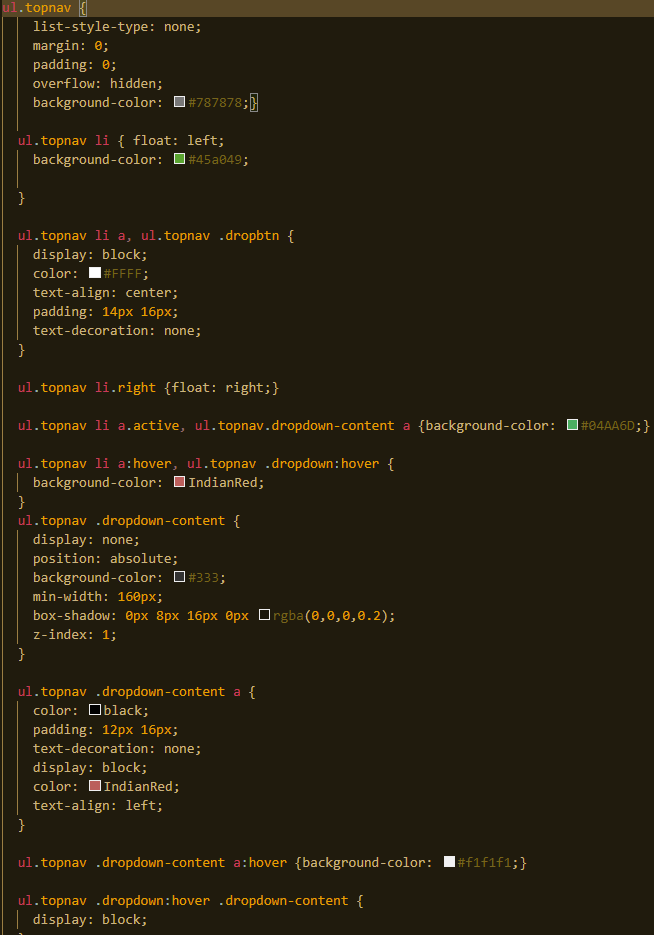 ul.topnav {
list-style-type: none;
margin: 0;
padding: 0;
overflow: hidden;
background-color: #787878;}
ul.topnav li { float: left;
background-color: #45a049;
}
ul.topnav li a, ul.topnav .dropbtn {
display: block;
color: #FFFF;
text-align: center;
padding: 14px 16px;
text-decoration: none;
}
ul.topnav li.right {float: right;}
ul.topnav li a.active, ul.topnav.dropdown-content a {background-color: #04AA6D;}
ul.topnav li a:hover, ul.topnav .dropdown:hover {
background-color: IndianRed;
}
ul.topnav .dropdown-content {
display: none;
position: absolute;
background-color: #333;
min-width: 160px;
box-shadow: 0px 8px 16px 0px rgba(0,0,0,0.2);
z-index: 1;
}
ul.topnav .dropdown-content a {
color: black;
padding: 12px 16px;
text-decoration: none;
display: block;
color: IndianRed;
text-align: left;
}
ul.topnav .dropdown-content a:hover {background-color: #f1f1f1;}
ul.topnav .dropdown:hover .dropdown-content {
display: block;